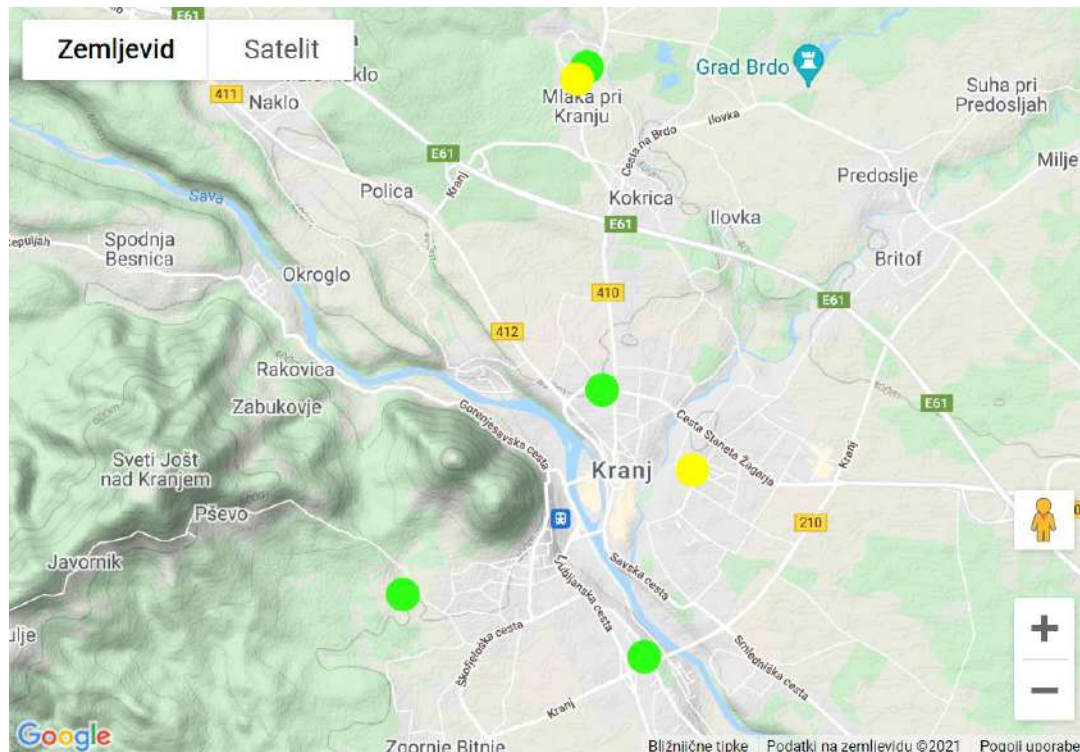 E61
Zemljevid
Satelit
Naklo
411
Naklo
Mlaka pri
Kranju
Grad Brdo
Suha pri
Predosljah
Cesta na Brdo
Ilovka
E61
Kranj
Polica
Kokrica
Predoslje
Milje
Sava
Ilovka
E61
Spodnja
Besnica
Okroglo
Britof
410
E61
412
Rakovica
Zabukovje
E61
Gorenjesavska cesta
Cesta Staneta Žagarja
Kranj
Sveti Jošt
nad Kranjem
Kranj
Pševo
210
Javornik
Ljubljanska cesta
Savska cesta
Škofjeloška cesta
Smledniška cesta
Kranj
Zgornje Bitnje
Google
Bližnjične tipke
Podatki na zemljevidu ©2021
Pogoji uporabe